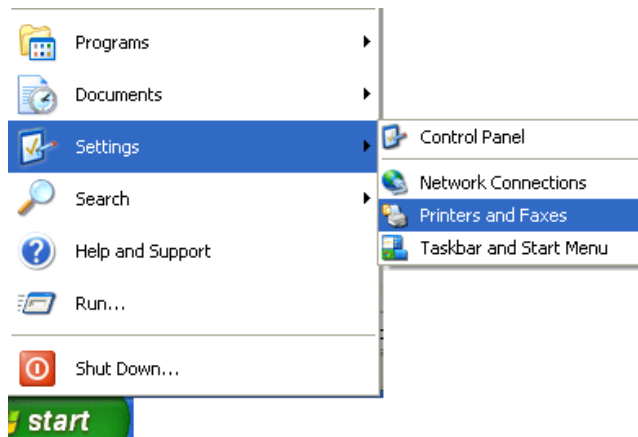 Programs
Documents
Settings
Search
Help and Support
Run...
Shut Down...
Control Panel
Network Connections
Printers and Faxes
Taskbar and Start Menu
start